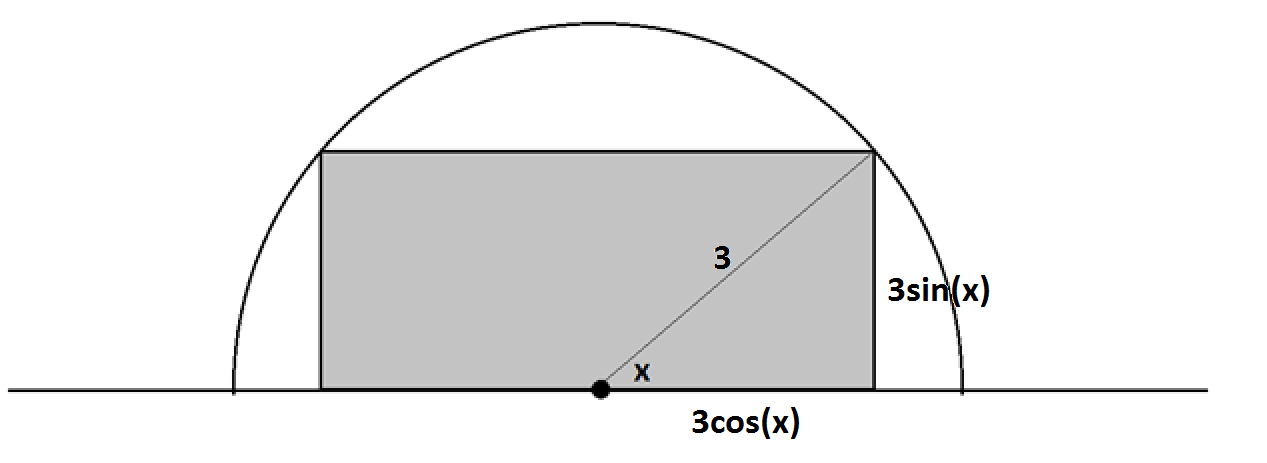 3
3sin(x)
x
3cos(x)